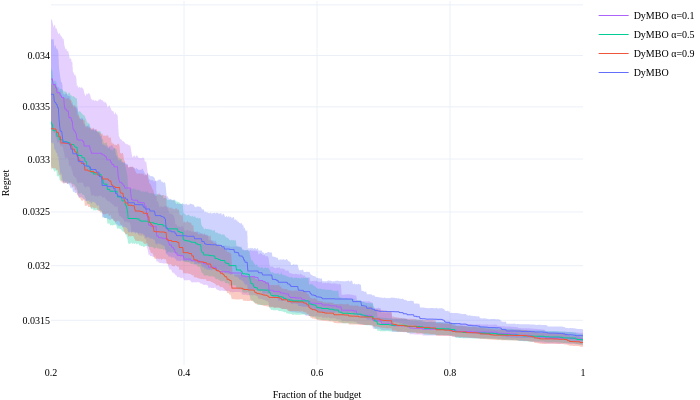 DyMBO α=0.1
DyMBO α=0.5
DyMBO α=0.9
DyMBO
0.034
0.0335
0.033
0.0325
0.032
0.0315
Regret
0.2
0.4
0.6
0.8
1
Fraction of the budget